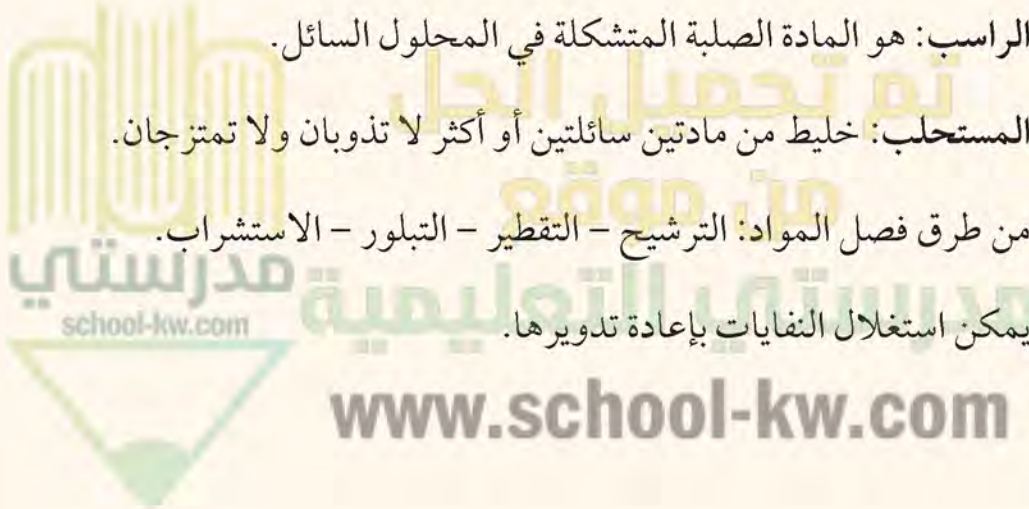 الراسب: هو المادة الصلبة المتشكلة في المحلول السائل.
تم تحميل الحل
المستحلب: خليط من مادتين سائلتين أو أكثر لا تذوبان ولا تمتزجان.
من موقع
من طرق فصل المواد: الترشيح – التقطير – التبلور – الاستشراب.
مدرستي
school-kw.com
مدرستي التعليمية
يمكن استغلال النفايات بإعادة تدويرها.
www.school-kw.com